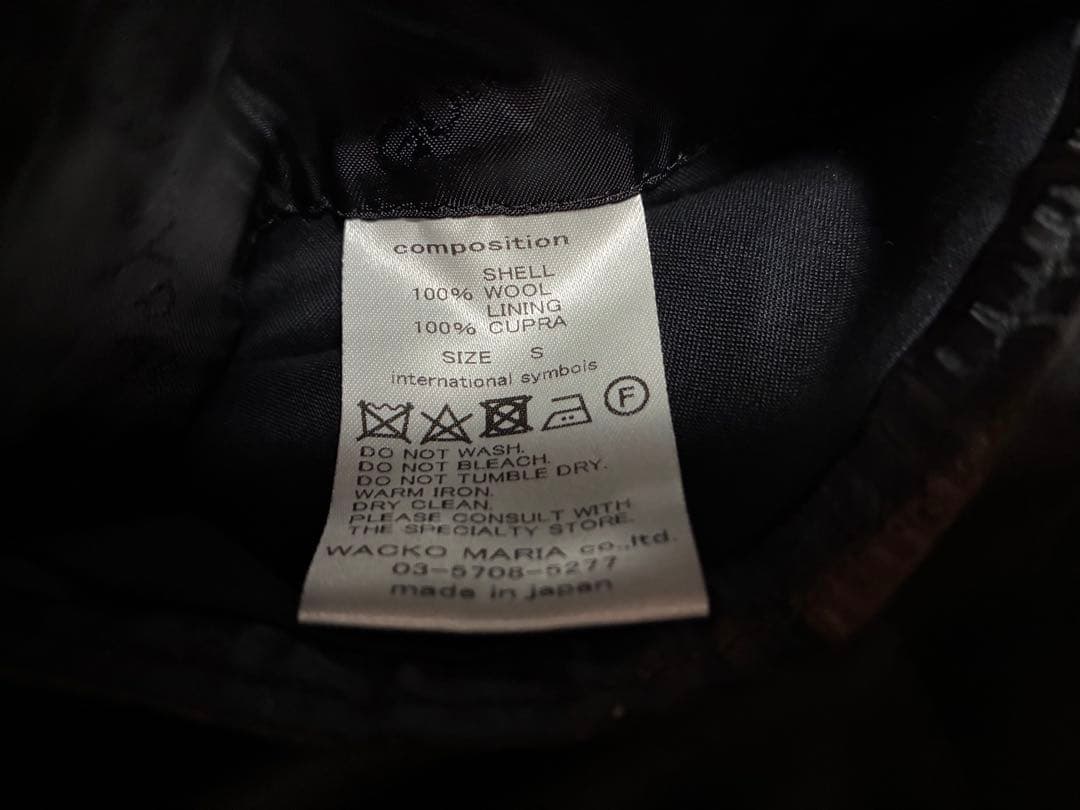 composition
SHELL
100% WOOL
LINING
100% CUPRA
SIZE S
international symbols
F
DO NOT WASH.
DO NOT BLEACH.
DO NOT TUMBLE DRY.
WARM IRON.
DRY CLEAN.
PLEASE CONSULT WITH
THE SPECIALTY STORE.
WACKO MARIA co.,ltd.
03-5708-5277
made in japan